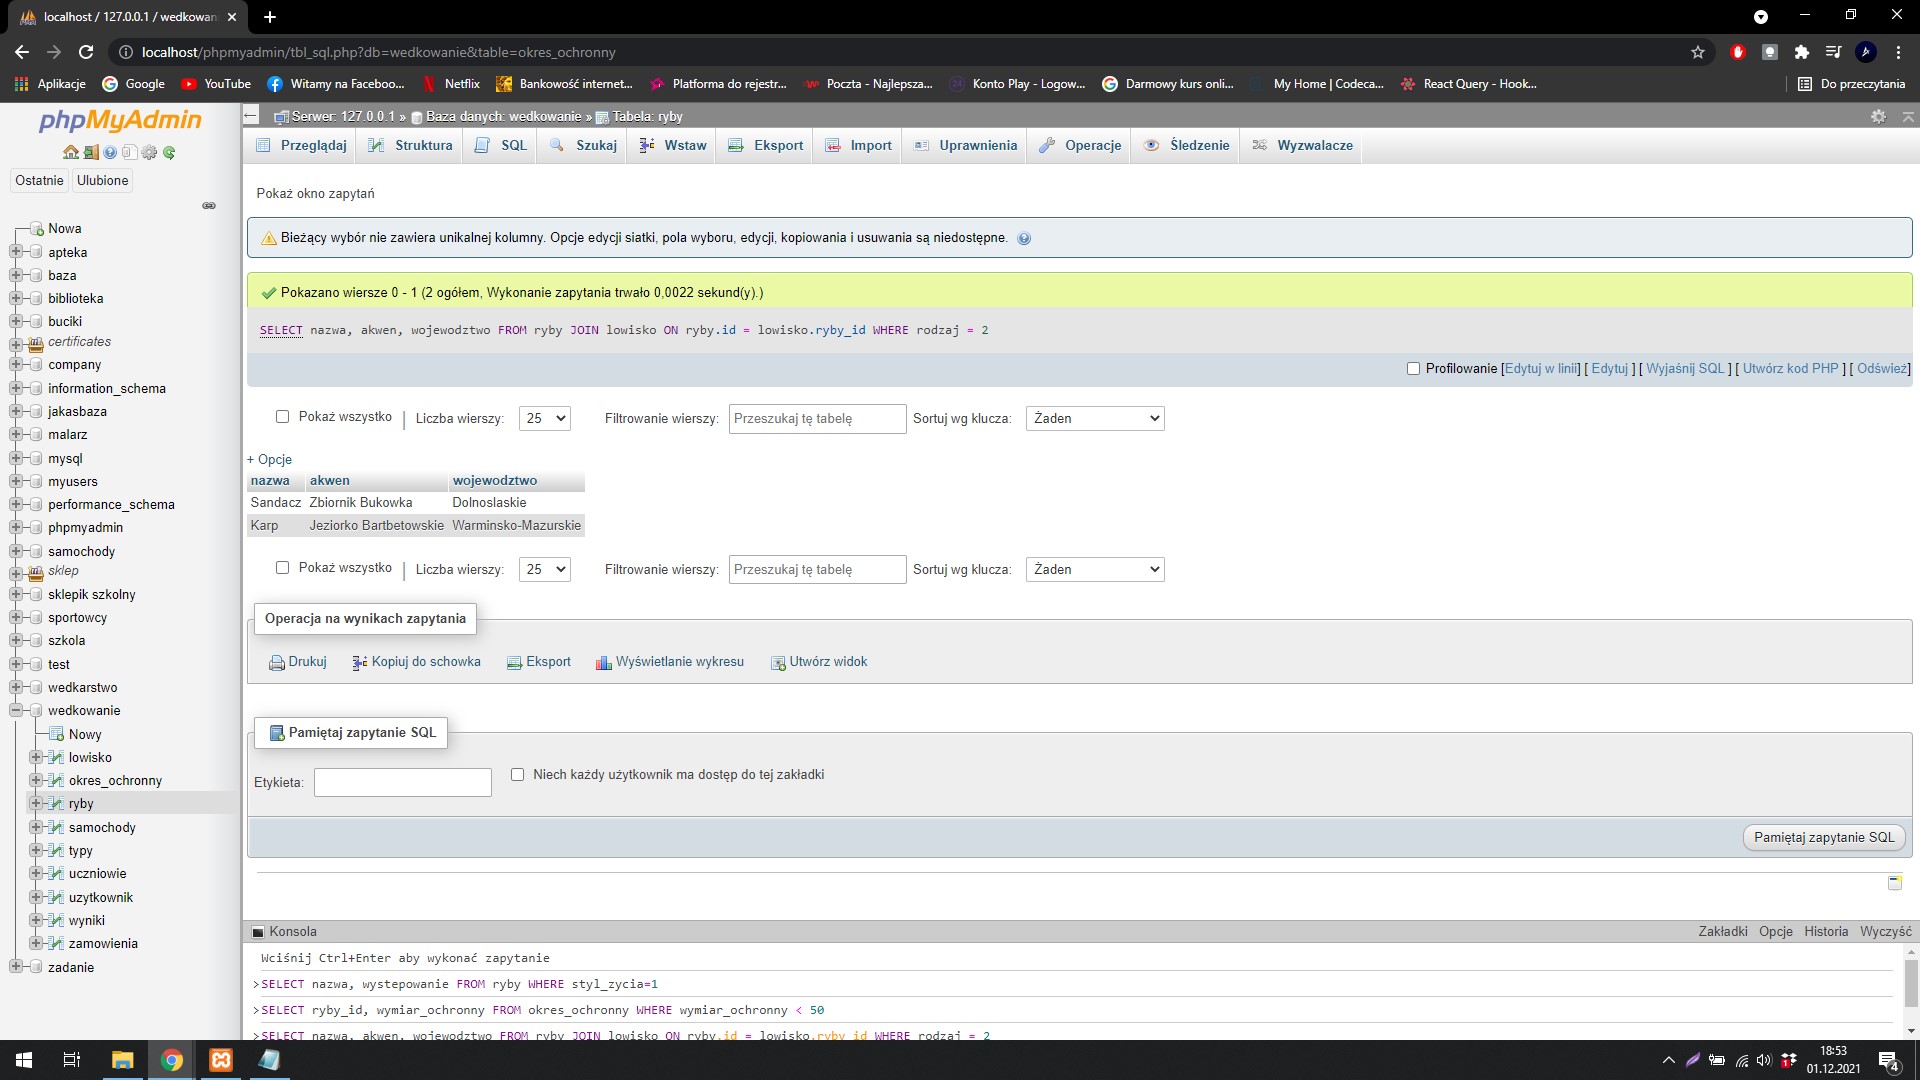 localhost / 127.0.0.1 / wedkowan
localhost/phpmyadmin/tbl_sql.php?db=wedkowanie&table=okres_ochronny
Aplikacje Google YouTube Witamy na Faceboo... Netflix Bankowość internet... Platforma do rejestr... Poczta - Najlepsza... Konto Play - Logow... Darmowy kurs onli... My Home | Codeca... React Query - Hook... Do przeczytania
phpMyAdmin
Ostatnie Ulubione
Nowa
apteka
baza
biblioteka
buciki
certificates
company
information_schema
jakasbaza
malarz
mysql
myusers
performance_schema
phpmyadmin
samochody
sklep
sklepik szkolny
sportowcy
szkola
test
wedkarstwo
wedkowanie
Nowy
lowisko
okres_ochronny
ryby
samochody
typy
uczniowie
uzytkownik
wyniki
zamowienia
zadanie
Serwer: 127.0.0.1 » Baza danych: wedkowanie » Tabela: ryby
Przeglądaj Struktura SQL Szukaj Wstaw Eksport Import Uprawnienia Operacje Śledzenie Wyzwalacze
Pokaż okno zapytań
Bieżący wybór nie zawiera unikalnej kolumny. Opcje edycji siatki, pola wyboru, edycji, kopiowania i usuwania są niedostępne.
Pokazano wiersze 0 - 1 (2 ogółem, Wykonanie zapytania trwało 0,0022 sekund(y).)
SELECT nazwa, akwen, wojewodztwo FROM ryby JOIN lowisko ON ryby.id = lowisko.ryby_id WHERE rodzaj = 2
Profilowanie [Edytuj w linii] [ Edytuj ] [ Wyjaśnij SQL ] [ Utwórz kod PHP ] [ Odśwież]
Pokaż wszystko | Liczba wierszy: 25 Filtrowanie wierszy: Przeszukaj tę tabelę Sortuj wg klucza: Żaden
+ Opcje
nazwa akwen wojewodztwo
Sandacz Zbiornik Bukowka Dolnoslaskie
Karp Jeziorko Bartbetowskie Warminsko-Mazurskie
Pokaż wszystko | Liczba wierszy: 25 Filtrowanie wierszy: Przeszukaj tę tabelę Sortuj wg klucza: Żaden
Operacja na wynikach zapytania
Drukuj Kopiuj do schowka Eksport Wyświetlanie wykresu Utwórz widok
Pamiętaj zapytanie SQL
Etykieta: Niech każdy użytkownik ma dostęp do tej zakładki
Pamiętaj zapytanie SQL
Konsola Zakładki Opcje Historia Wyczyść
Wciśnij Ctrl+Enter aby wykonać zapytanie
>SELECT nazwa, wystepowanie FROM ryby WHERE styl_zycia=1
>SELECT ryby_id, wymiar_ochronny FROM okres_ochronny WHERE wymiar_ochronny < 50
>SELECT nazwa, akwen, wojewodztwo FROM ryby JOIN lowisko ON ryby.id = lowisko.ryby_id WHERE rodzaj = 2
18:53
01.12.2021
4